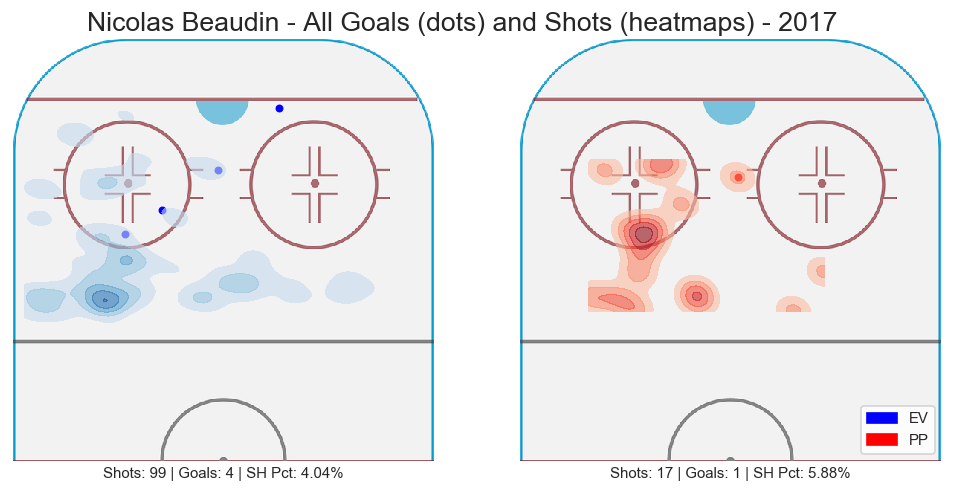 Nicolas Beaudin - All Goals (dots) and Shots (heatmaps) - 2017
EV
PP
Shots: 99 | Goals: 4 | SH Pct: 4.04%
Shots: 17 | Goals: 1 | SH Pct: 5.88%